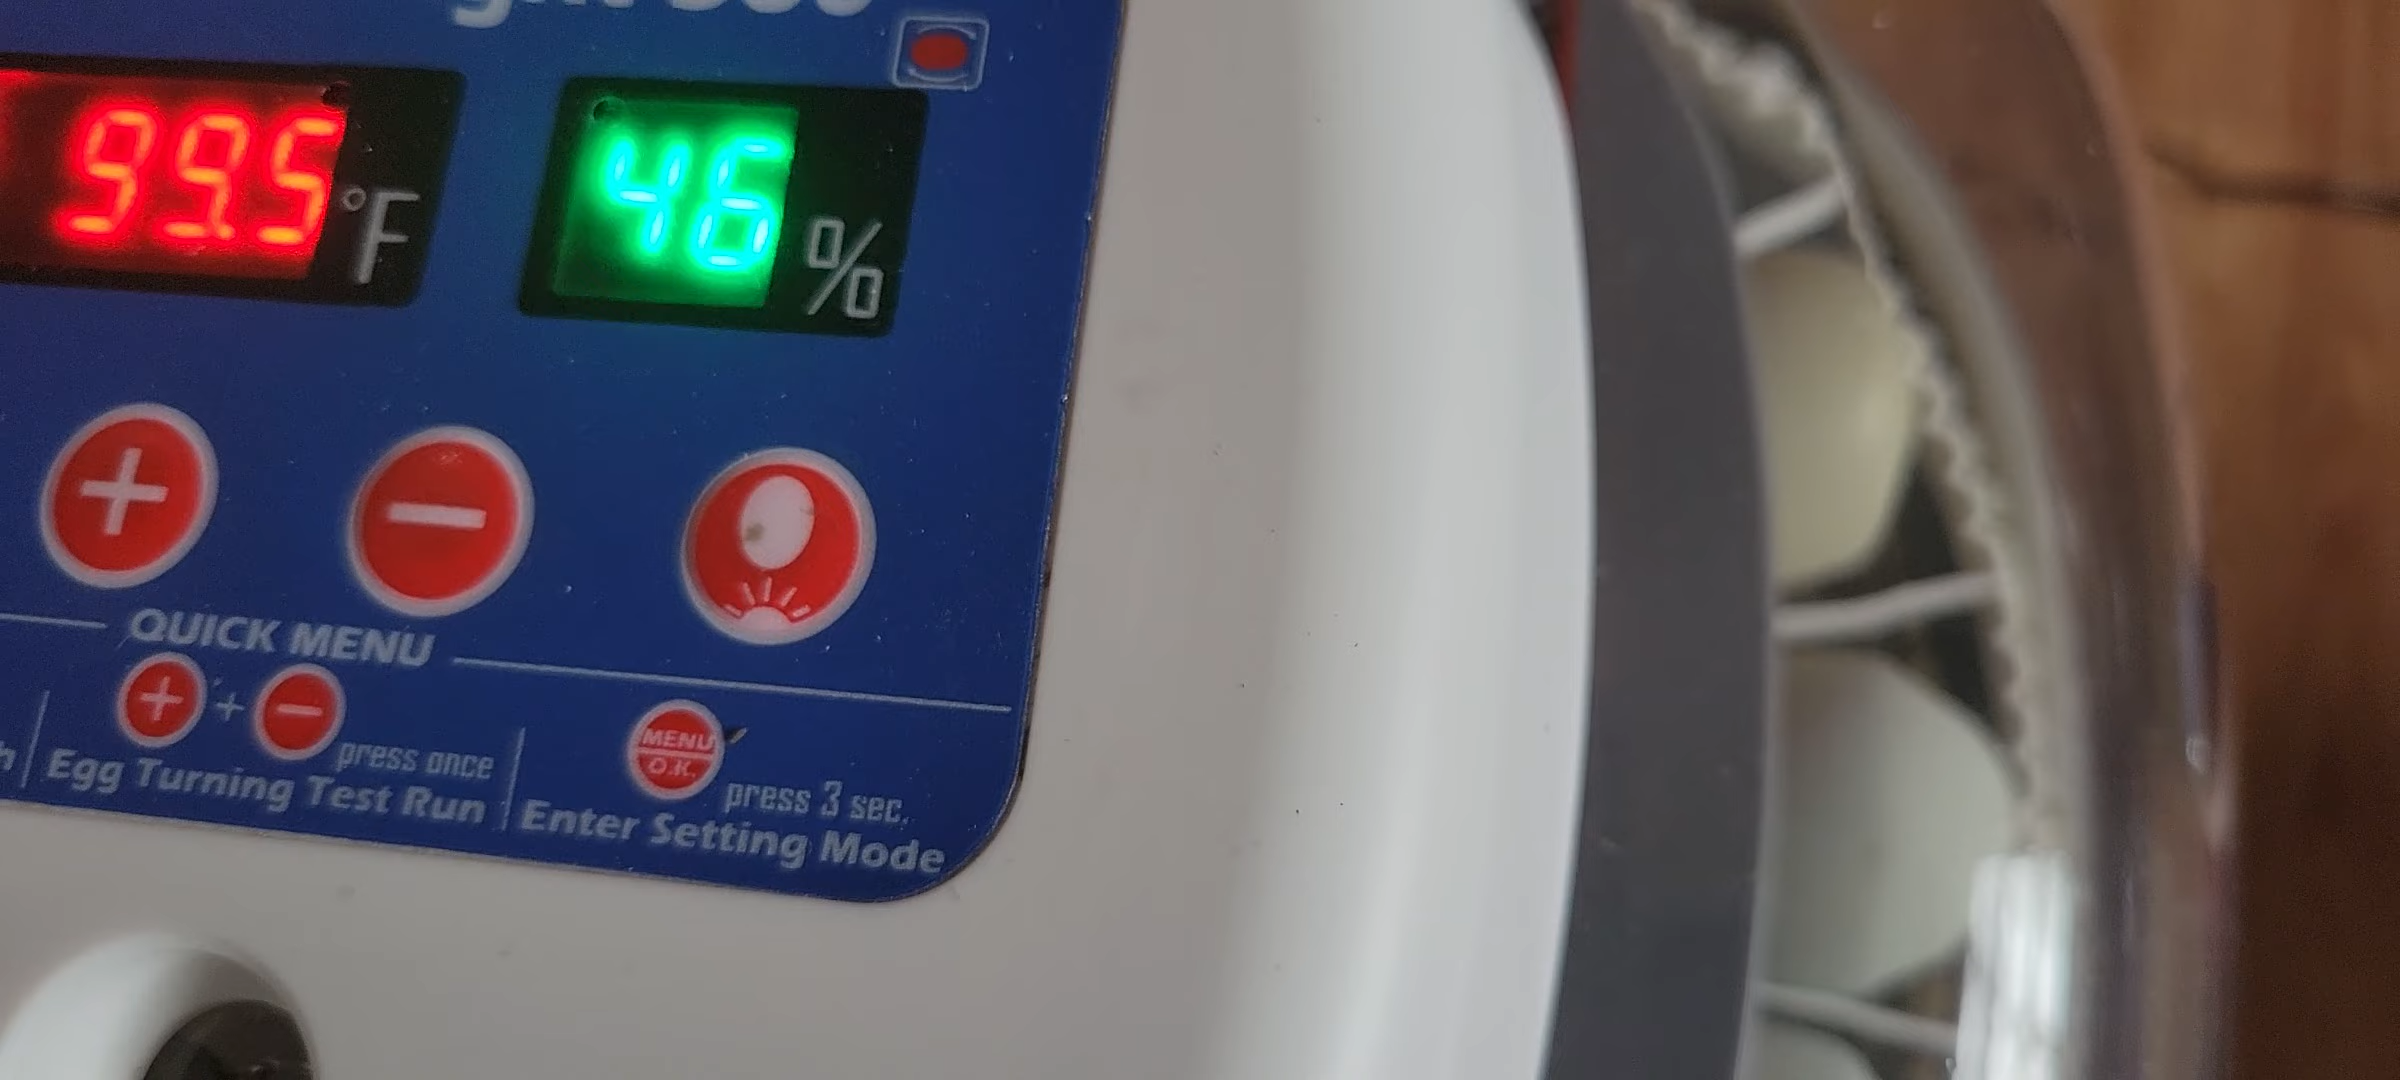 99.5 °F
46 %
QUICK MENU
+ + − press once
Egg Turning Test Run
MENU
O.K.
press 3 sec.
Enter Setting Mode